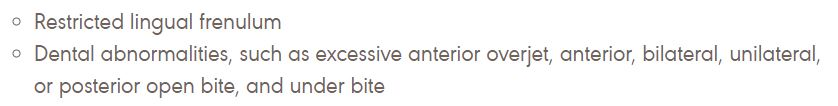 ◦ Restricted lingual frenulum
◦ Dental abnormalities, such as excessive anterior overjet, anterior, bilateral, unilateral,
or posterior open bite, and under bite